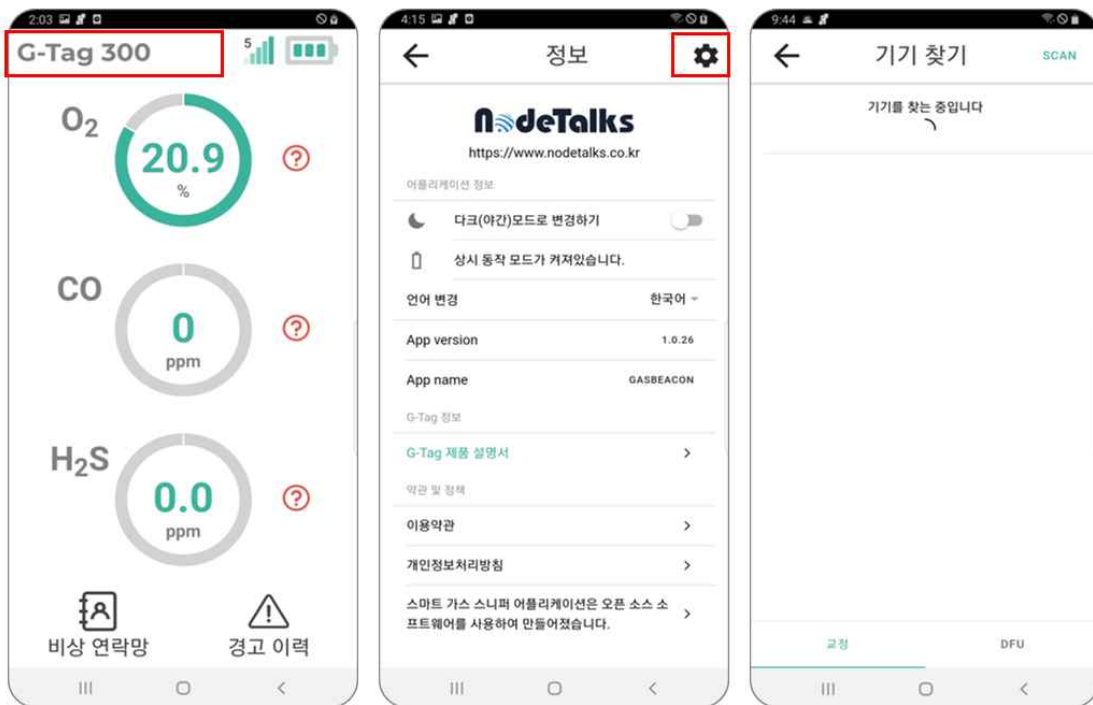 2:03
G-Tag 300
5
O2
20.9
%
?
CO
0
ppm
?
H2S
0.0
ppm
?
비상 연락망
경고 이력
4:15
정보
NodeTalks
https://www.nodetalks.co.kr
어플리케이션 정보
다크(야간)모드로 변경하기
상시 동작 모드가 켜져있습니다.
언어 변경 한국어
App version 1.0.26
App name GASBEACON
G-Tag 정보
G-Tag 제품 설명서
약관 및 정책
이용약관
개인정보처리방침
스마트 가스 스니퍼 어플리케이션은 오픈 소스 소
프트웨어를 사용하여 만들어졌습니다.
9:44
기기 찾기 SCAN
기기를 찾는 중입니다
교정 DFU